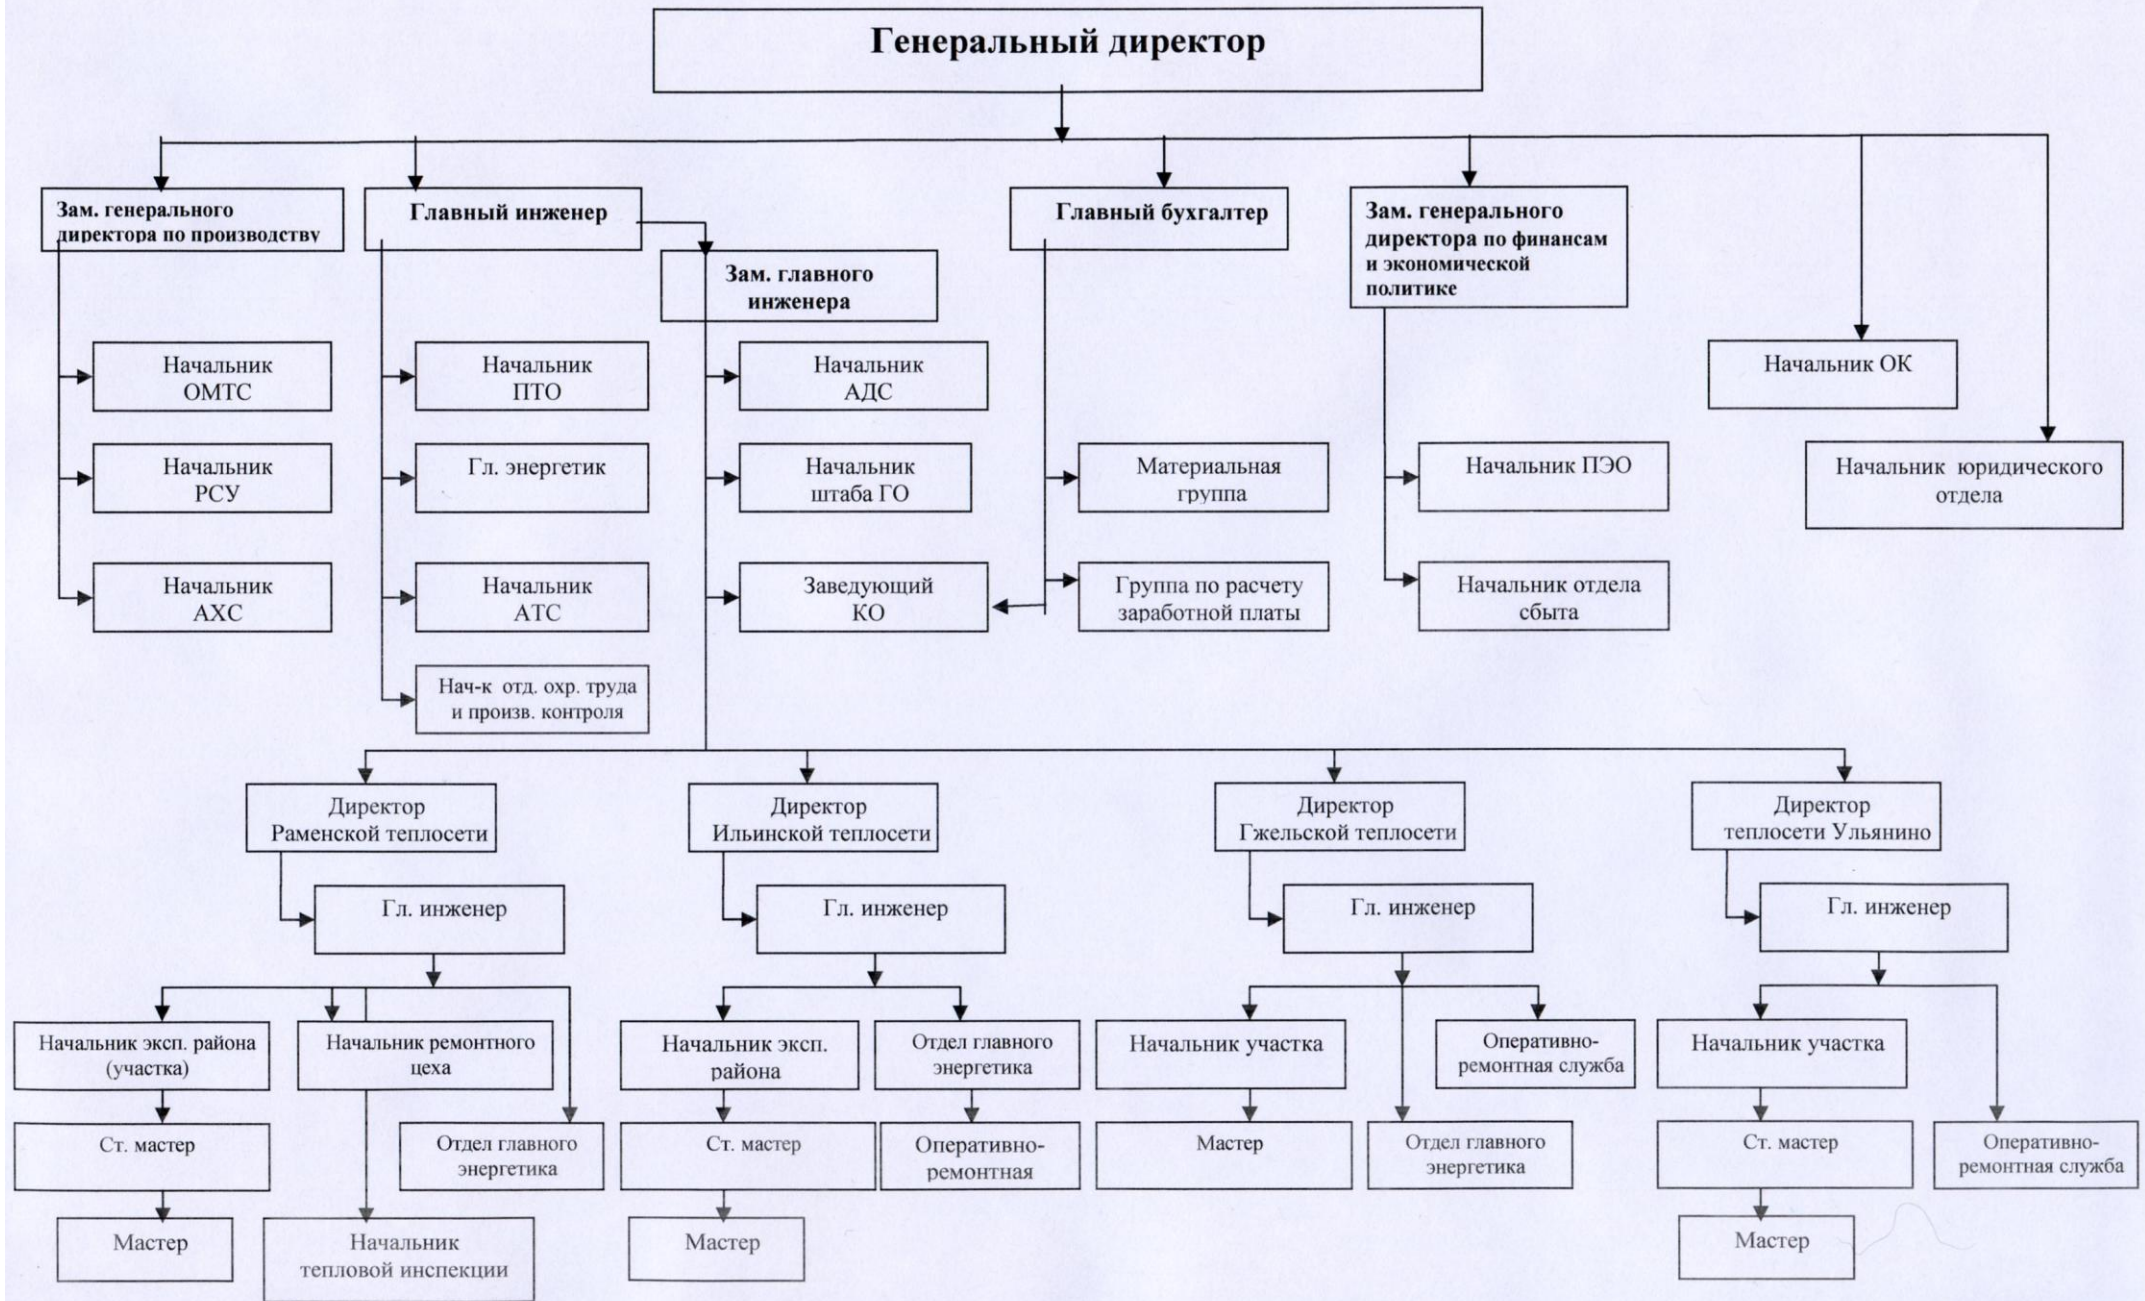 Генеральный директор
Зам. генерального
директора по производству
Главный инженер
Зам. главного
инженера
Главный бухгалтер
Зам. генерального
директора по финансам
и экономической
политике
Начальник
ОМТС
Начальник
ПТО
Начальник
АДС
Начальник ОК
Начальник
РСУ
Гл. энергетик
Начальник
штаба ГО
Материальная
группа
Начальник ПЭО
Начальник юридического
отдела
Начальник
АХС
Начальник
АТС
Заведующий
КО
Группа по расчету
заработной платы
Начальник отдела
сбыта
Нач-к отд. охр. труда
и произв. контроля
Директор
Раменской теплосети
Директор
Ильинской теплосети
Директор
Гжельской теплосети
Директор
теплосети Ульянино
Гл. инженер
Гл. инженер
Гл. инженер
Гл. инженер
Начальник эксп. района
(участка)
Начальник ремонтного
цеха
Начальник эксп.
района
Отдел главного
энергетика
Начальник участка
Оперативно-
ремонтная служба
Начальник участка
Ст. мастер
Отдел главного
энергетика
Ст. мастер
Оперативно-
ремонтная
Мастер
Отдел главного
энергетика
Ст. мастер
Оперативно-
ремонтная служба
Мастер
Начальник
тепловой инспекции
Мастер
Мастер